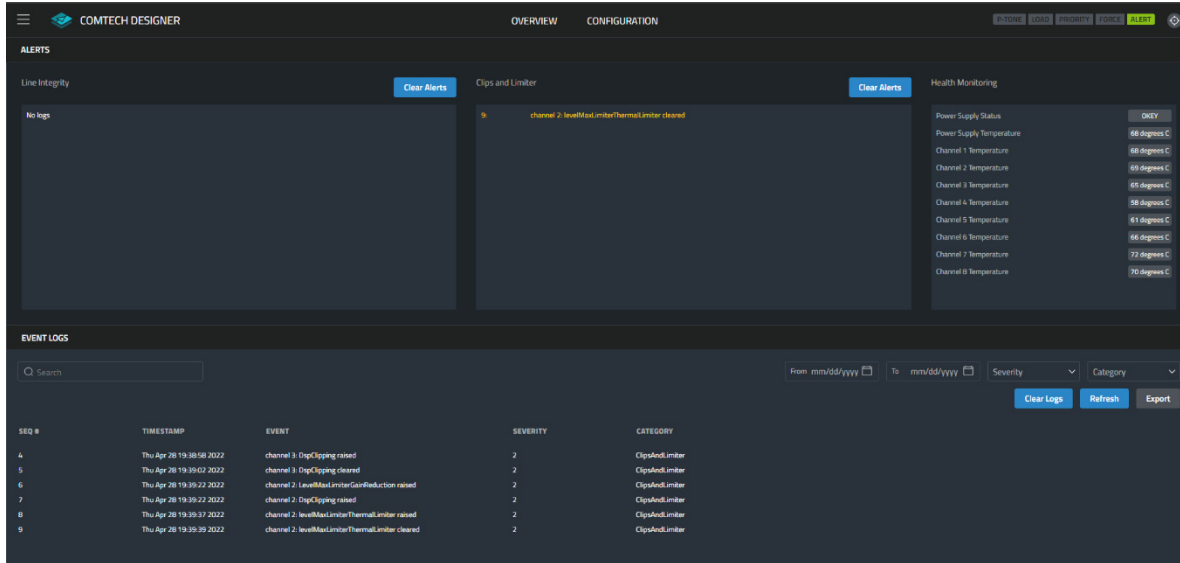 COMTECH DESIGNER OVERVIEW CONFIGURATION P-TONE LOAD PRIORITY FORCE ALERT
ALERTS
Line Integrity Clear Alerts Clips and Limiter Clear Alerts Health Monitoring
No logs
9: channel 2: levelMaxLimiterThermalLimiter cleared
Power Supply Status OKEY
Power Supply Temperature 68 degrees C
Channel 1 Temperature 68 degrees C
Channel 2 Temperature 69 degrees C
Channel 3 Temperature 65 degrees C
Channel 4 Temperature 58 degrees C
Channel 5 Temperature 61 degrees C
Channel 6 Temperature 66 degrees C
Channel 7 Temperature 72 degrees C
Channel 8 Temperature 70 degrees C
EVENT LOGS
Search From mm/dd/yyyy To mm/dd/yyyy Severity Category
Clear Logs Refresh Export
SEQ # TIMESTAMP EVENT SEVERITY CATEGORY
4 Thu Apr 28 19:38:58 2022 channel 3: DspClipping raised 2 ClipsAndLimiter
5 Thu Apr 28 19:39:02 2022 channel 3: DspClipping cleared 2 ClipsAndLimiter
6 Thu Apr 28 19:39:22 2022 channel 2: LevelMaxLimiterGainReduction raised 2 ClipsAndLimiter
7 Thu Apr 28 19:39:22 2022 channel 2: DspClipping raised 2 ClipsAndLimiter
8 Thu Apr 28 19:39:37 2022 channel 2: levelMaxLimiterThermalLimiter raised 2 ClipsAndLimiter
9 Thu Apr 28 19:39:39 2022 channel 2: levelMaxLimiterThermalLimiter cleared 2 ClipsAndLimiter